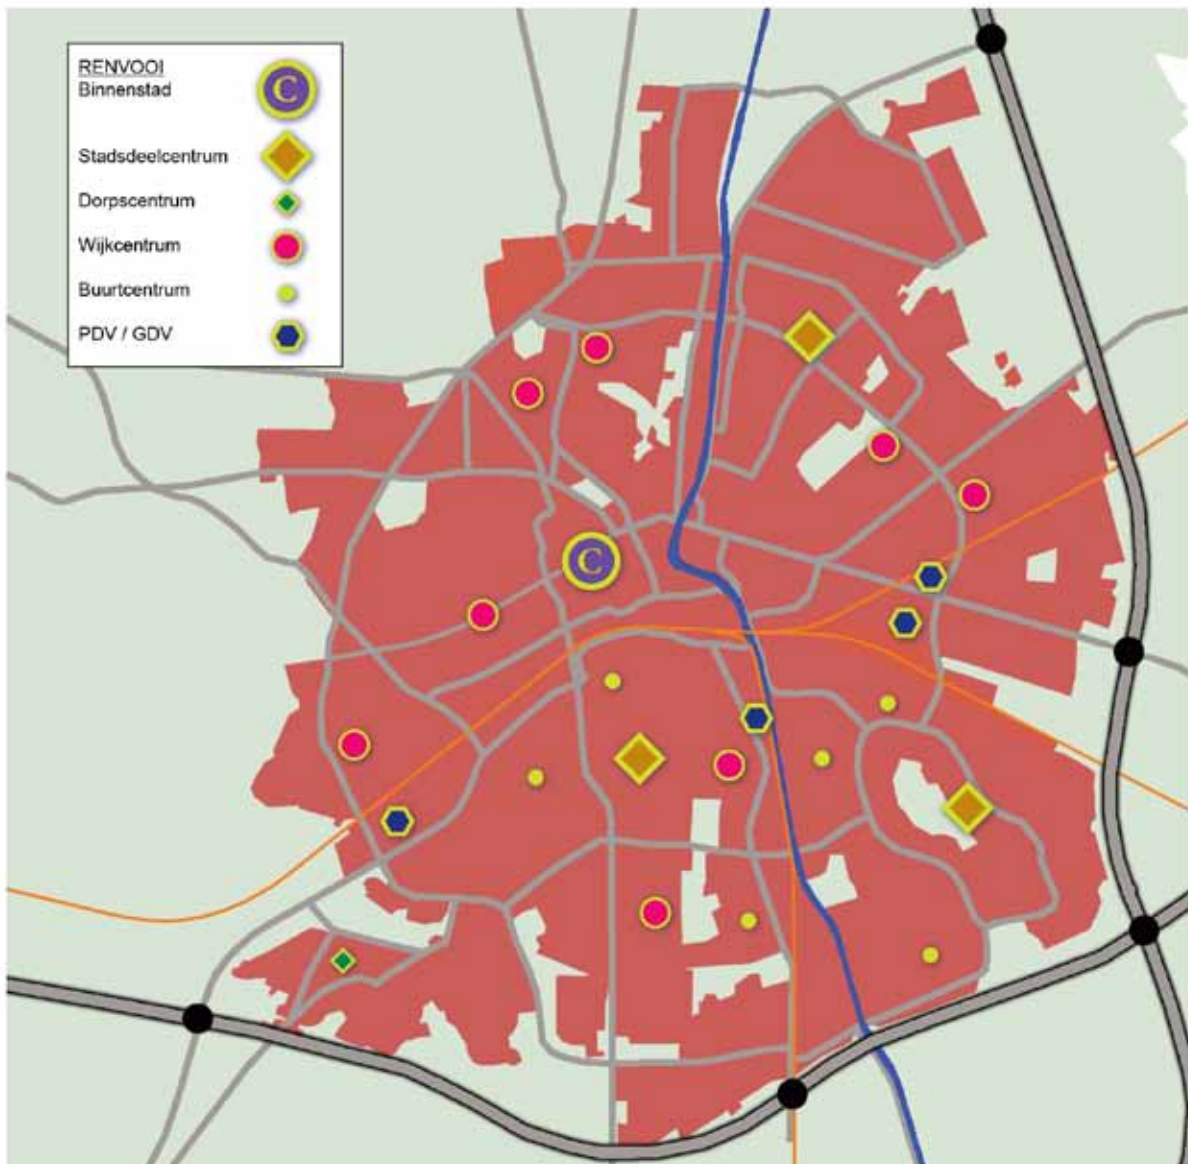 RENVOOI
Binnenstad
C
Stadsdeelcentrum
Dorpscentrum
Wijkcentrum
Buurtcentrum
PDV / GDV
C